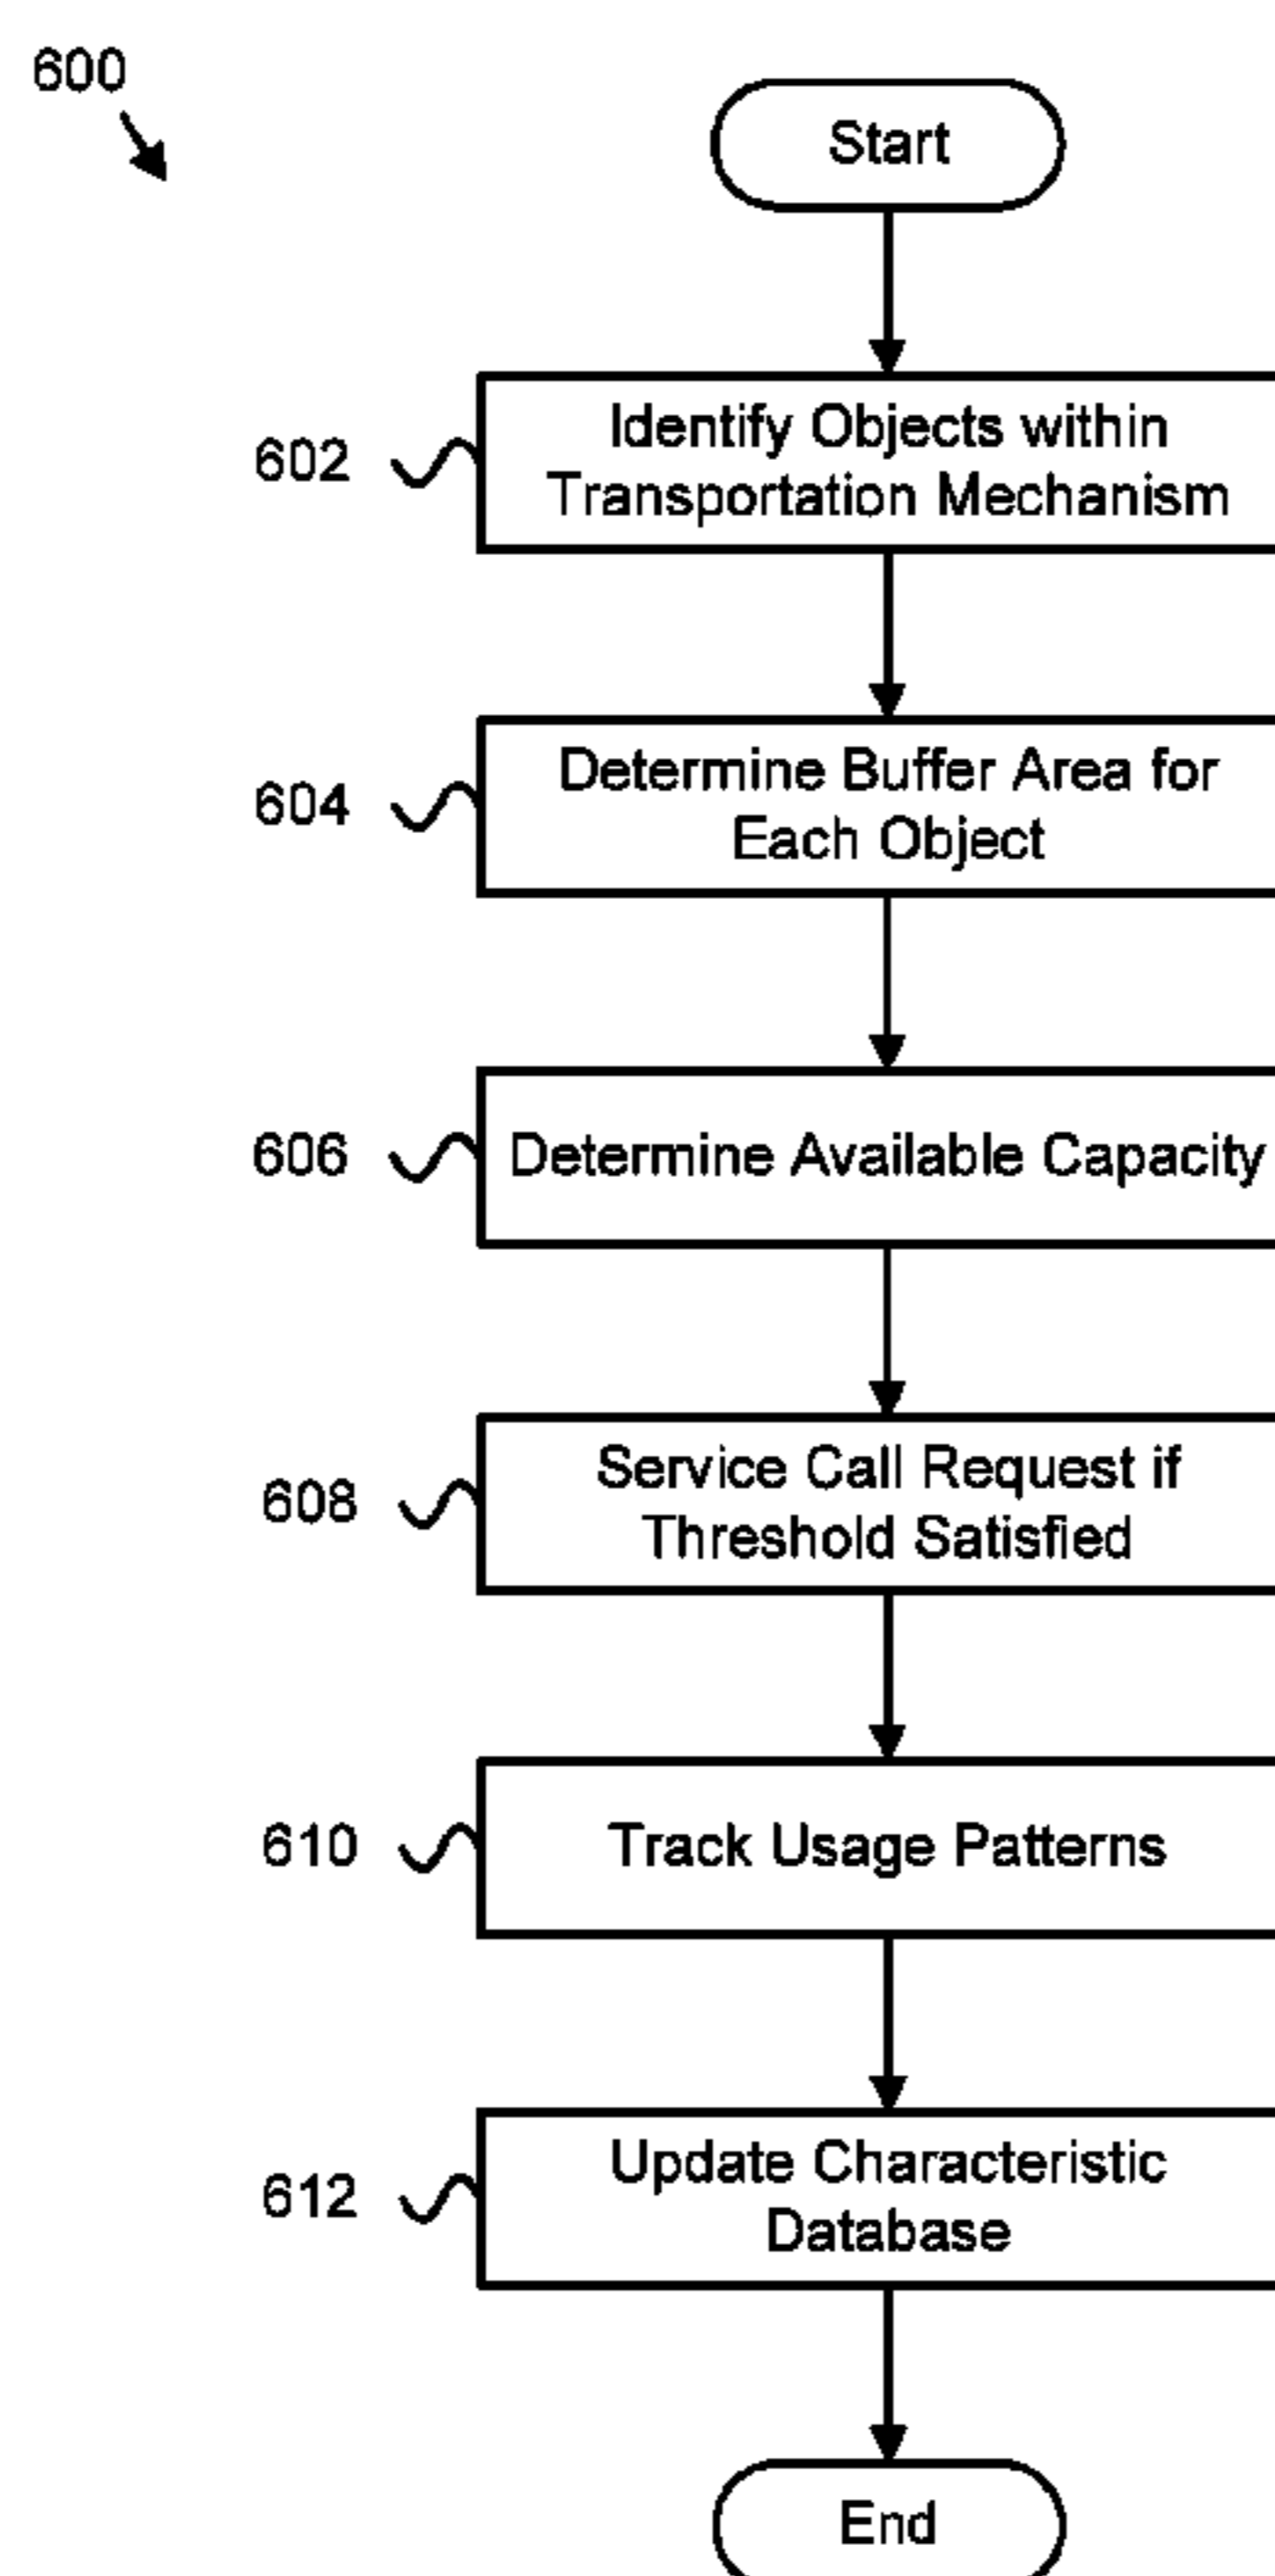 600
Start
602
Identify Objects within
Transportation Mechanism
604
Determine Buffer Area for
Each Object
606
Determine Available Capacity
608
Service Call Request if
Threshold Satisfied
610
Track Usage Patterns
612
Update Characteristic
Database
End